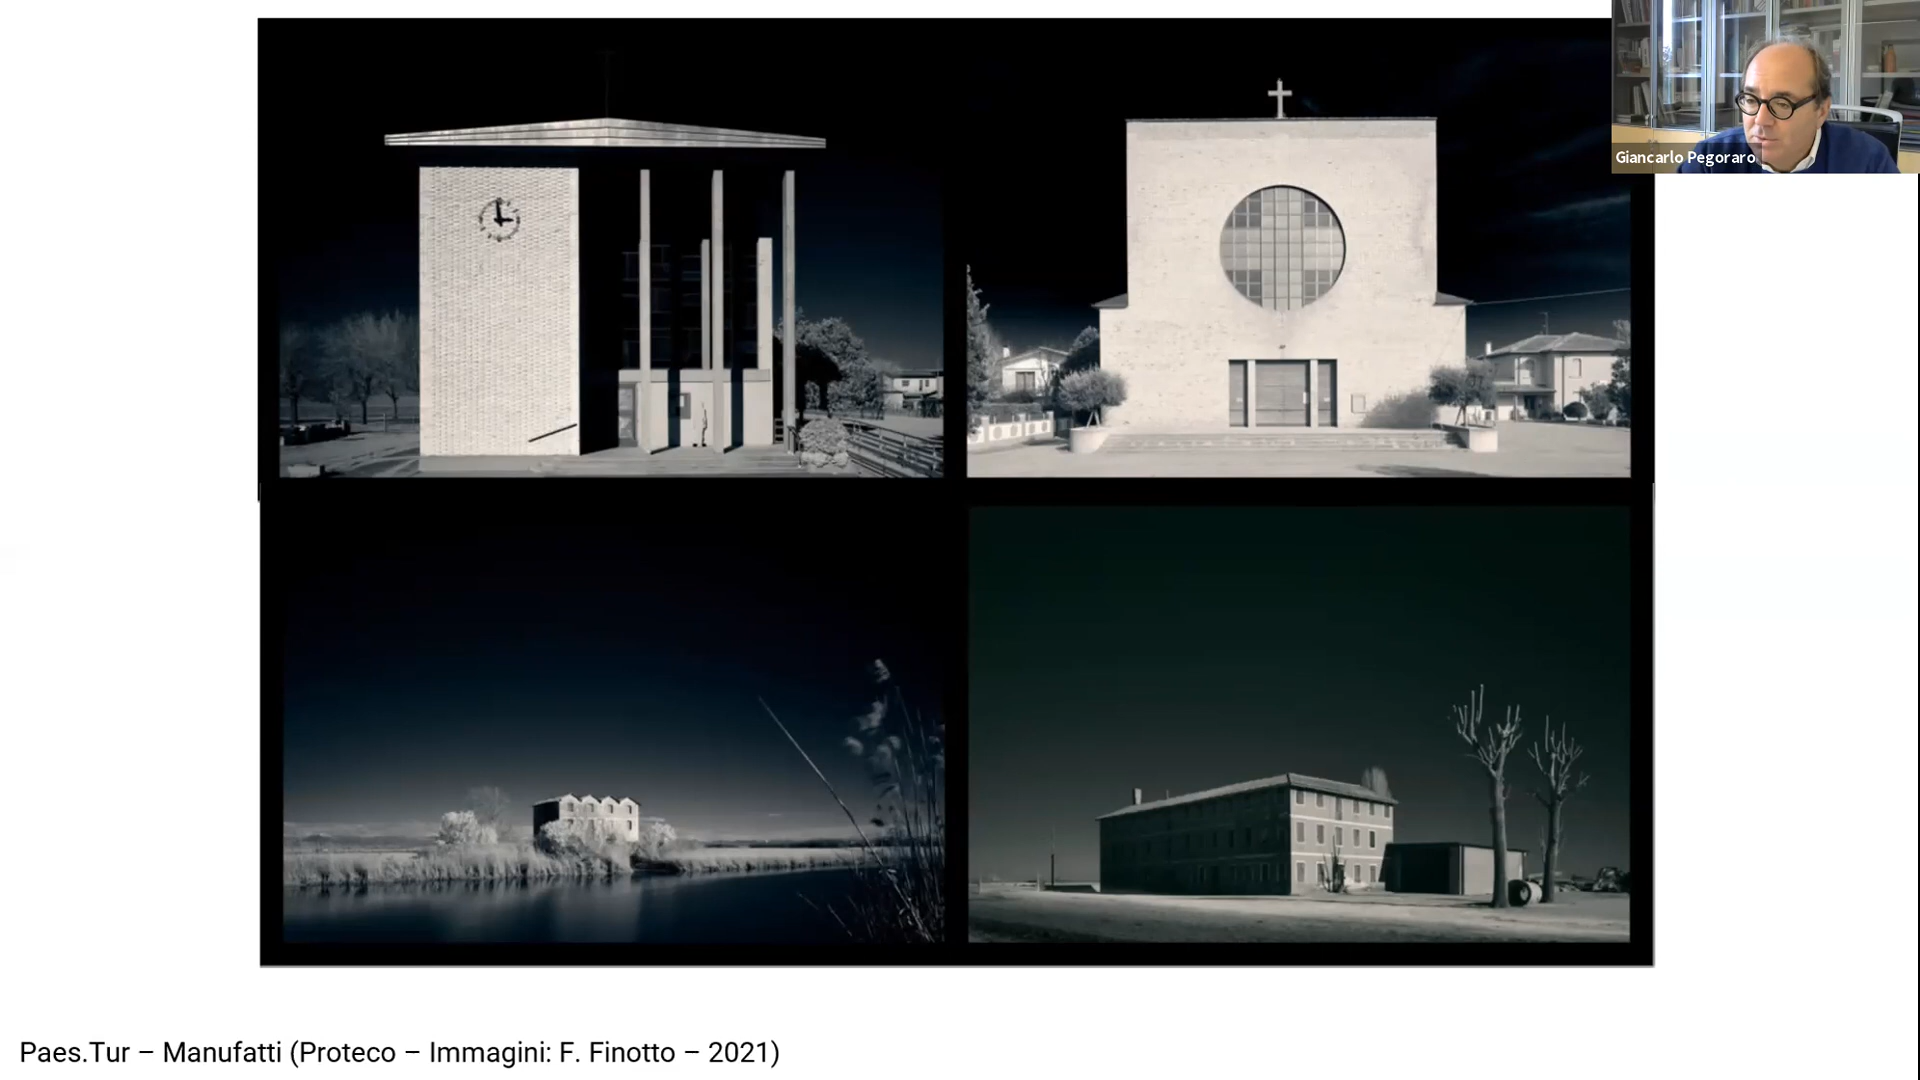 Giancarlo Pegoraro
Paes.Tur – Manufatti (Proteco – Immagini: F. Finotto – 2021)